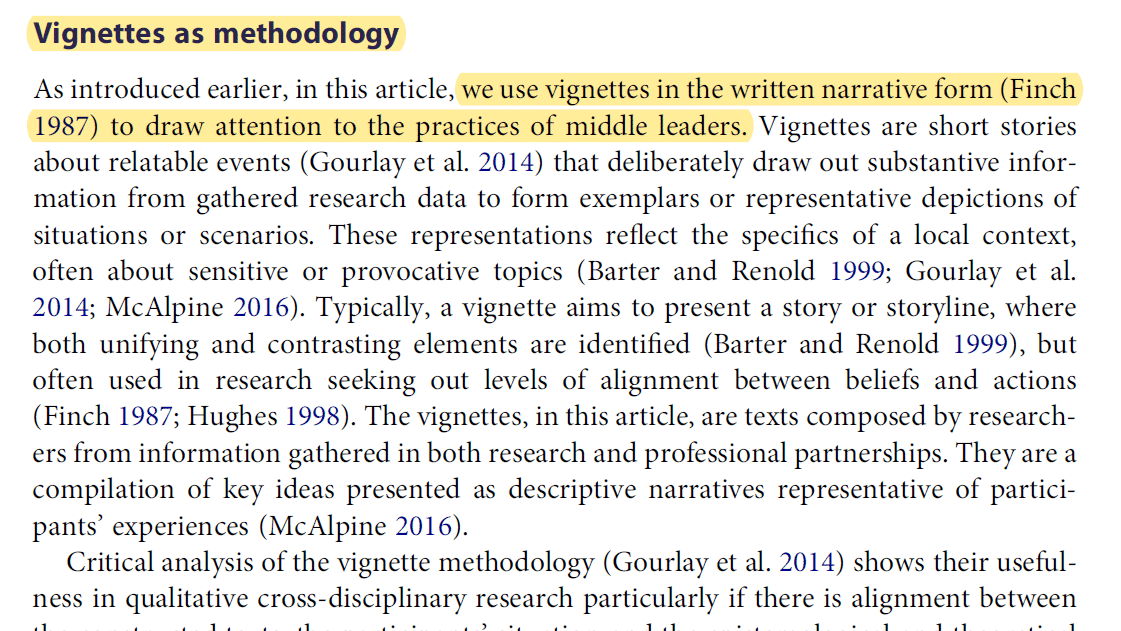 Vignettes as methodology
As introduced earlier, in this article, we use vignettes in the written narrative form (Finch
1987) to draw attention to the practices of middle leaders. Vignettes are short stories
about relatable events (Gourlay et al. 2014) that deliberately draw out substantive infor-
mation from gathered research data to form exemplars or representative depictions of
situations or scenarios. These representations reflect the specifics of a local context,
often about sensitive or provocative topics (Barter and Renold 1999; Gourlay et al.
2014; McAlpine 2016). Typically, a vignette aims to present a story or storyline, where
both unifying and contrasting elements are identified (Barter and Renold 1999), but
often used in research seeking out levels of alignment between beliefs and actions
(Finch 1987; Hughes 1998). The vignettes, in this article, are texts composed by research-
ers from information gathered in both research and professional partnerships. They are a
compilation of key ideas presented as descriptive narratives representative of partici-
pants' experiences (McAlpine 2016).
Critical analysis of the vignette methodology (Gourlay et al. 2014) shows their useful-
ness in qualitative cross-disciplinary research particularly if there is alignment between